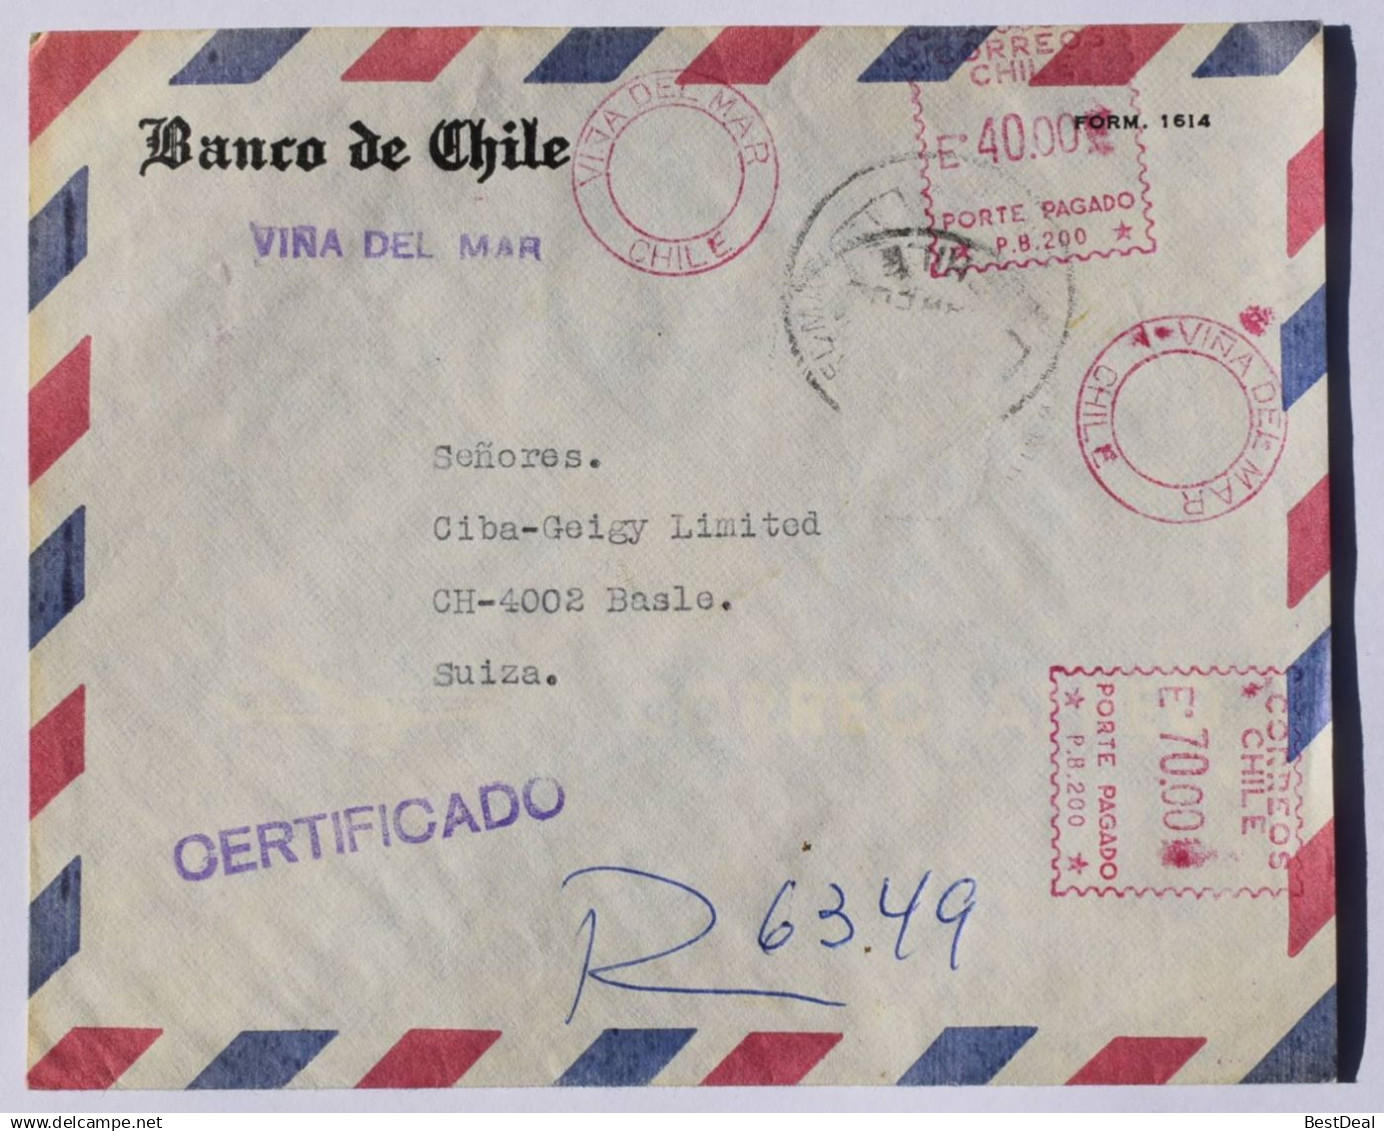 Banco de Chile
VIÑA DEL MAR
VIÑA DEL MAR
CHILE
CORREOS
CHILE
E° 40.00
PORTE PAGADO
P.B.200
FORM. 1614
CHILE
VIÑA DEL MAR
CHILE
Señores.
Ciba-Geigy Limited
CH-4002 Basle.
Suiza.
CORREOS
CHILE
E° 70.00
PORTE PAGADO
P.B.200
CERTIFICADO
R 6349
BestDeal